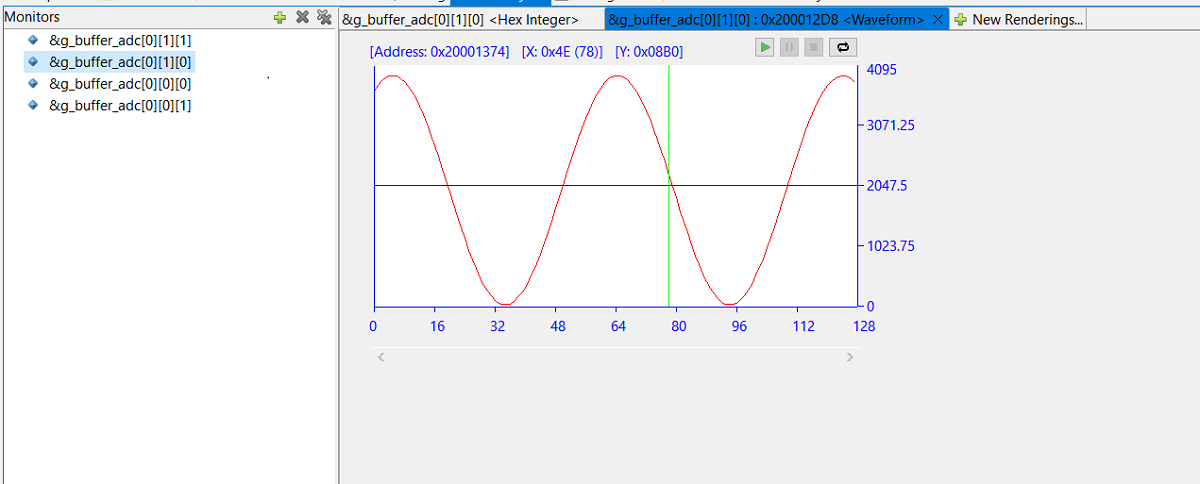 Monitors
&g_buffer_adc[0][1][1]
&g_buffer_adc[0][1][0]
&g_buffer_adc[0][0][0]
&g_buffer_adc[0][0][1]
&g_buffer_adc[0][1][0] <Hex Integer>
&g_buffer_adc[0][1][0] : 0x200012D8 <Waveform>
New Renderings...
[Address: 0x20001374] [X: 0x4E (78)] [Y: 0x08B0]
4095
3071.25
2047.5
1023.75
0
0 16 32 48 64 80 96 112 128